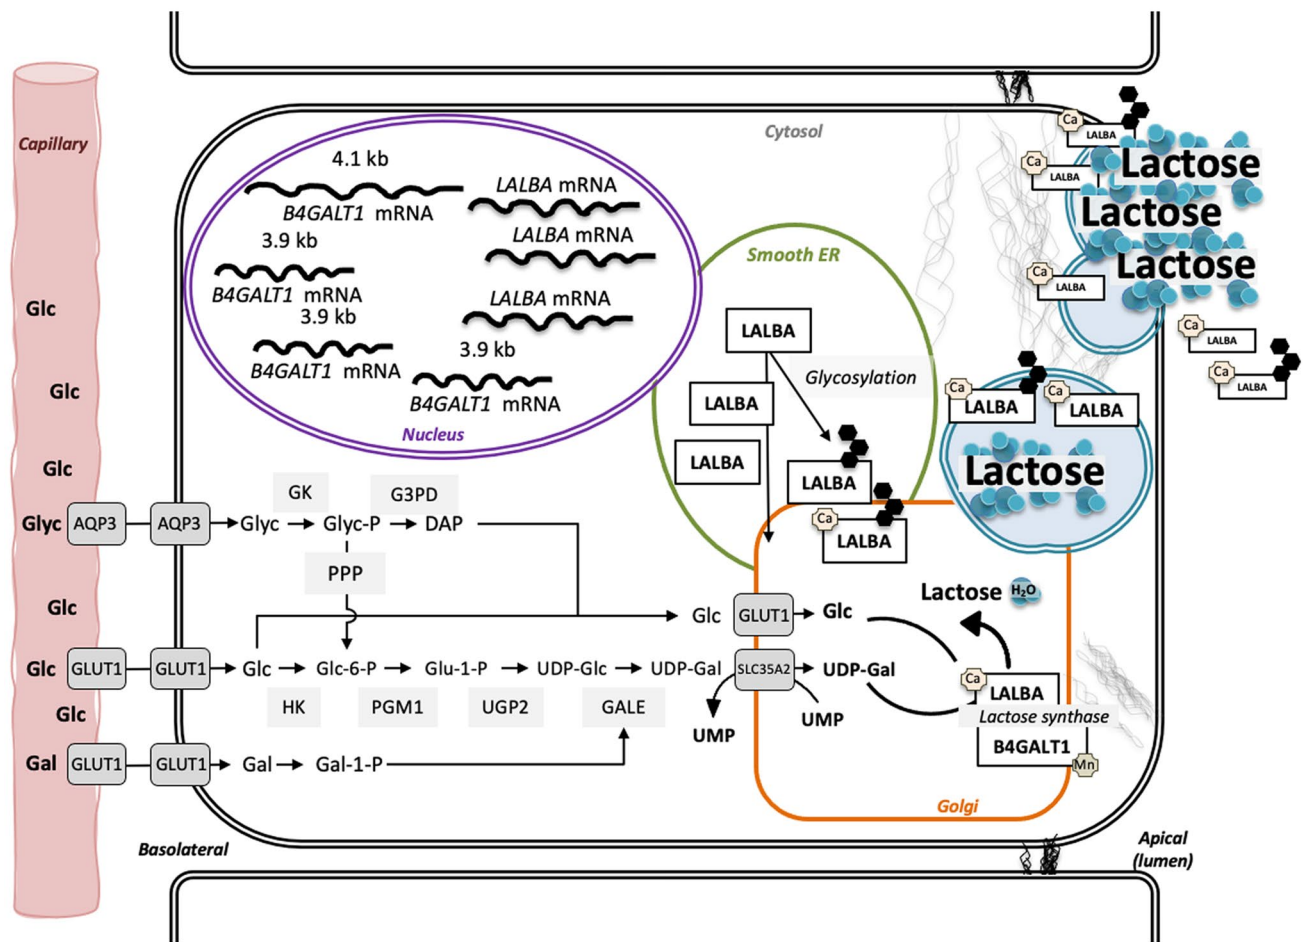 Capillary
Cytosol
4.1 kb
B4GALT1 mRNA
3.9 kb
B4GALT1 mRNA
3.9 kb
B4GALT1 mRNA
3.9 kb
B4GALT1 mRNA
LALBA mRNA
LALBA mRNA
LALBA mRNA
Nucleus
Smooth ER
LALBA
Glycosylation
LALBA
LALBA
LALBA
Ca
LALBA
Ca
LALBA
Ca
LALBA
Ca
LALBA
Lactose
Lactose
Lactose
Ca
LALBA
Ca
LALBA
Ca
LALBA
Ca
LALBA
Lactose
Glc
Glc
Glc
Glyc
AQP3
AQP3
Glyc
GK
Glyc-P
G3PD
DAP
PPP
Glc
Glc
GLUT1
Glc
Lactose
H₂O
Glc
GLUT1
GLUT1
Glc
Glc-6-P
Glu-1-P
UDP-Glc
UDP-Gal
SLC35A2
UDP-Gal
HK
PGM1
UGP2
GALE
UMP
UMP
Glc
Gal
GLUT1
GLUT1
Gal
Gal-1-P
Ca
LALBA
Lactose synthase
B4GALT1
Mn
Golgi
Basolateral
Apical
(lumen)